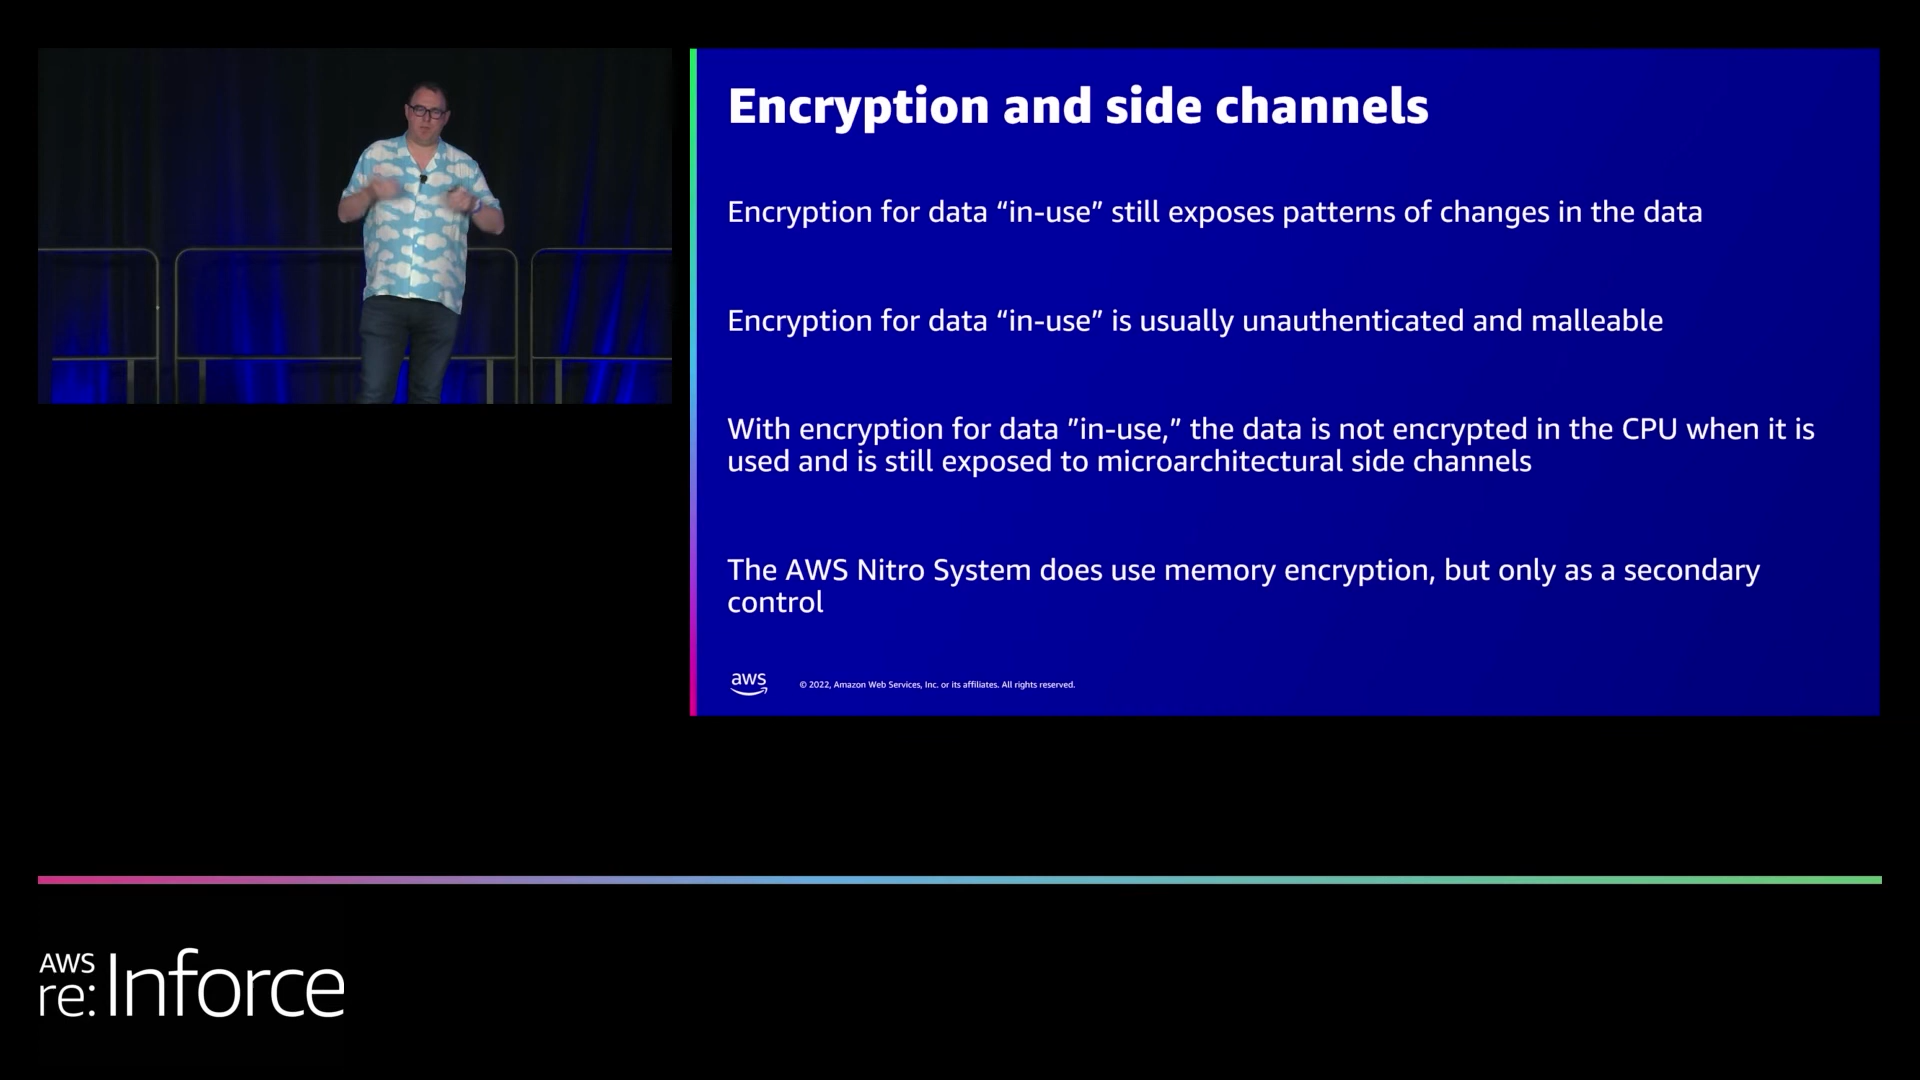 Encryption and side channels
Encryption for data “in-use” still exposes patterns of changes in the data
Encryption for data “in-use” is usually unauthenticated and malleable
With encryption for data ”in-use,” the data is not encrypted in the CPU when it is
used and is still exposed to microarchitectural side channels
The AWS Nitro System does use memory encryption, but only as a secondary
control
aws
© 2022, Amazon Web Services, Inc. or its affiliates. All rights reserved.
AWS
re:Inforce